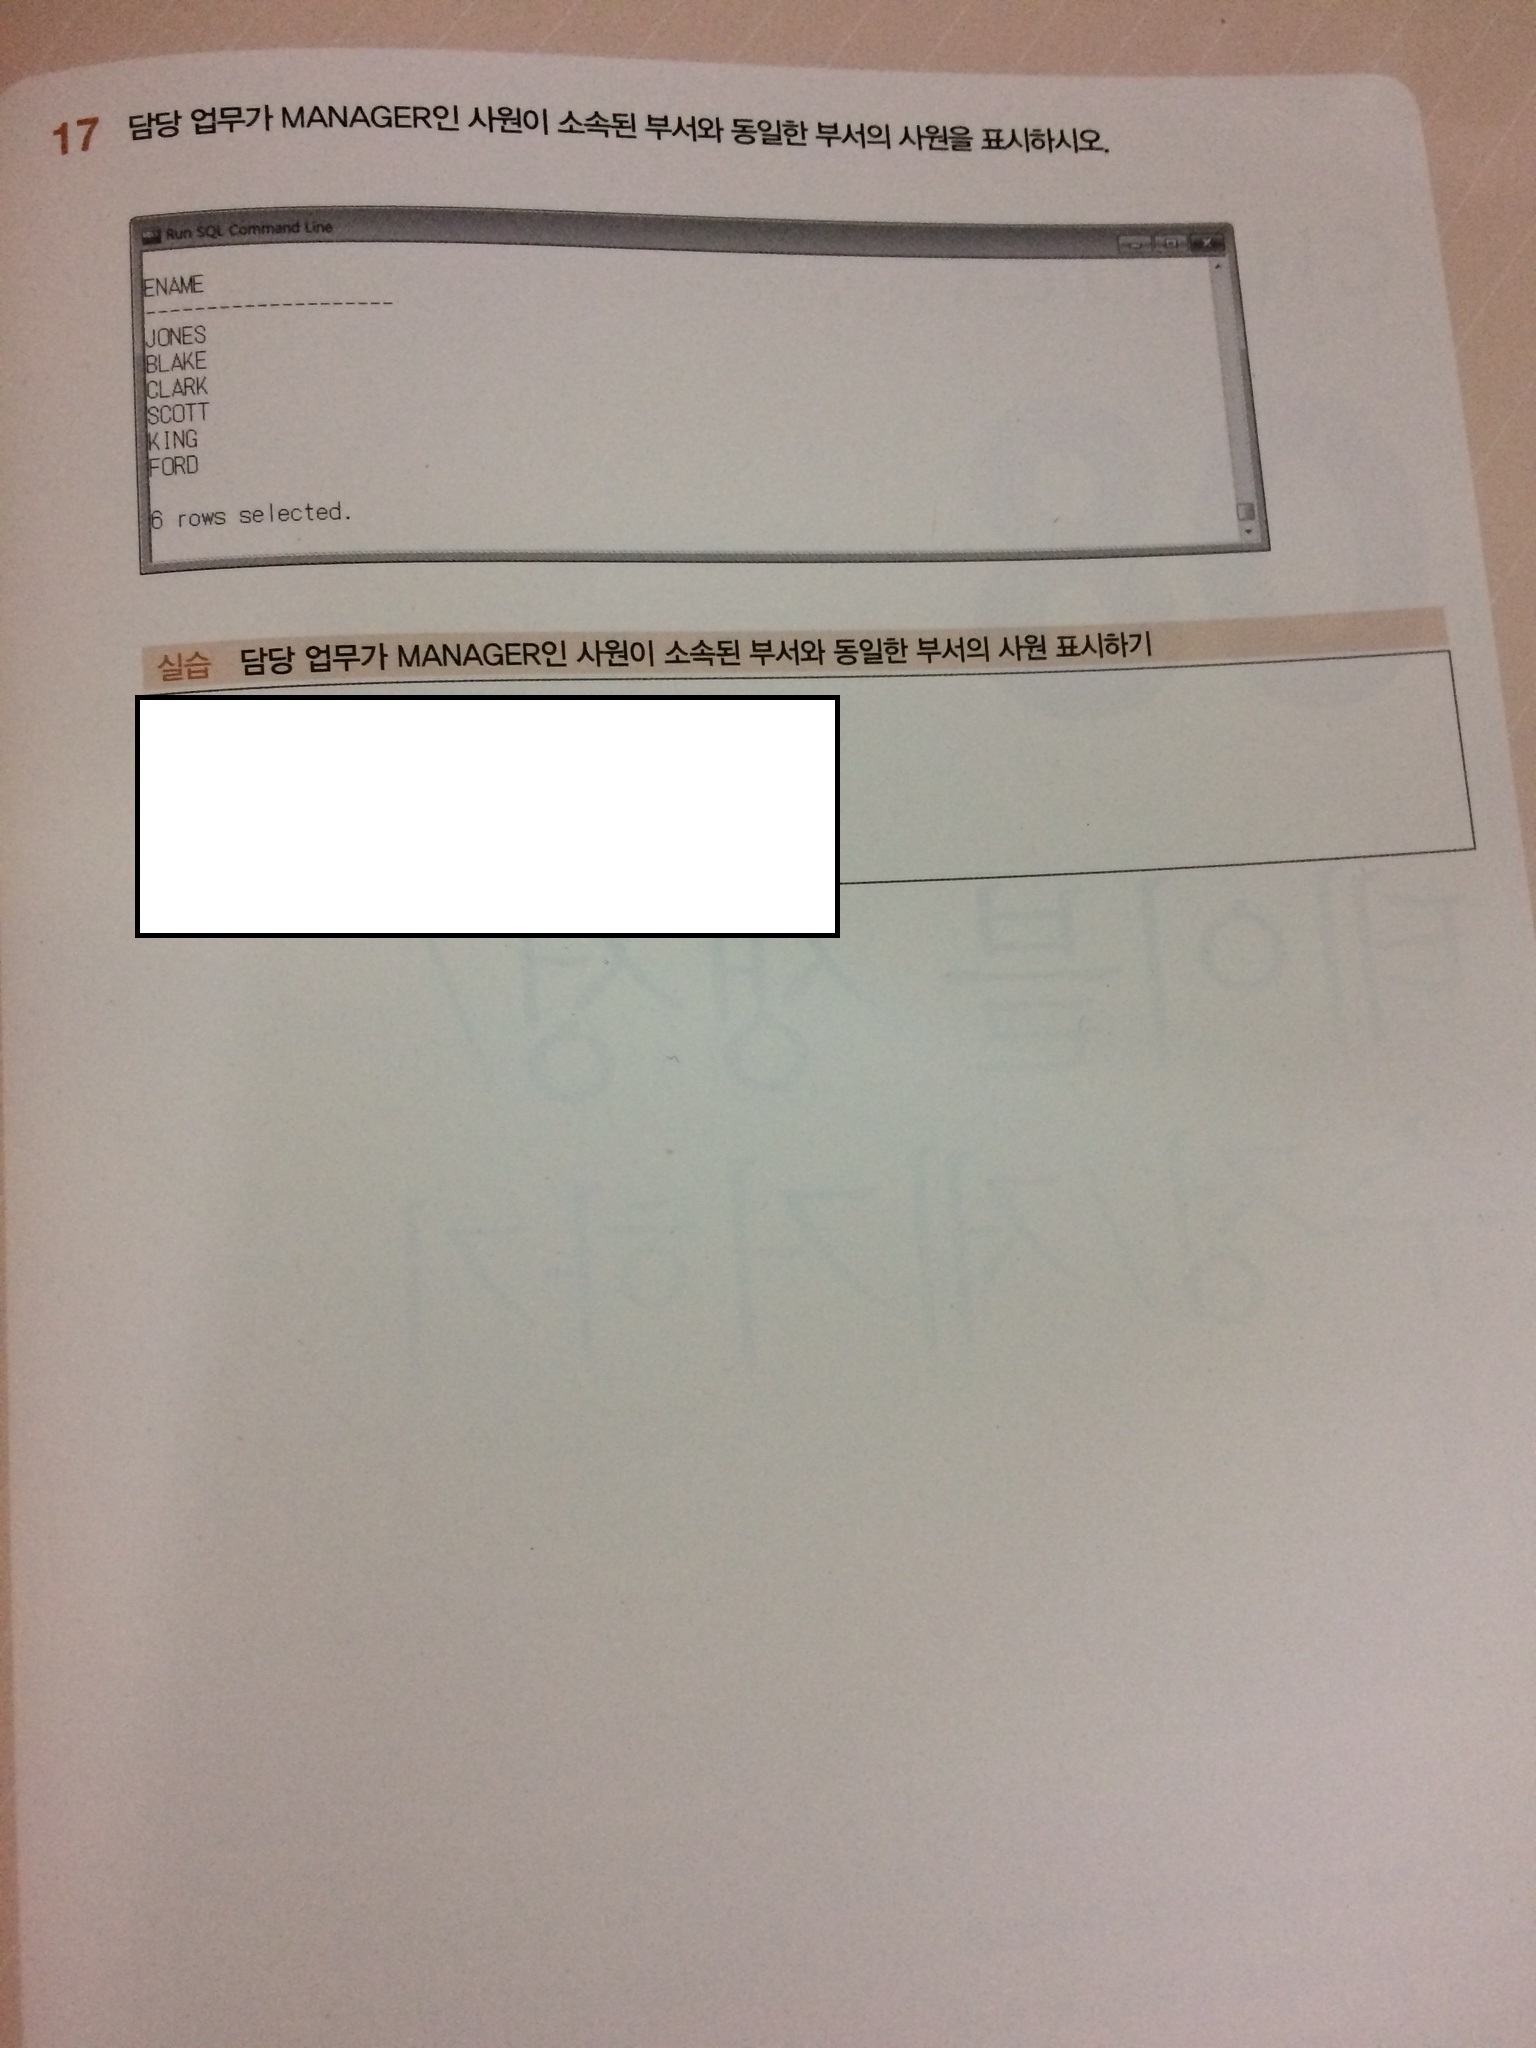 17 담당 업무가 MANAGER인 사원이 소속된 부서와 동일한 부서의 사원을 표시하시오.
Run SQL Command Line
ENAME
--------------------
JONES
BLAKE
CLARK
SCOTT
KING
FORD
6 rows selected.
실습 담당 업무가 MANAGER인 사원이 소속된 부서와 동일한 부서의 사원 표시하기